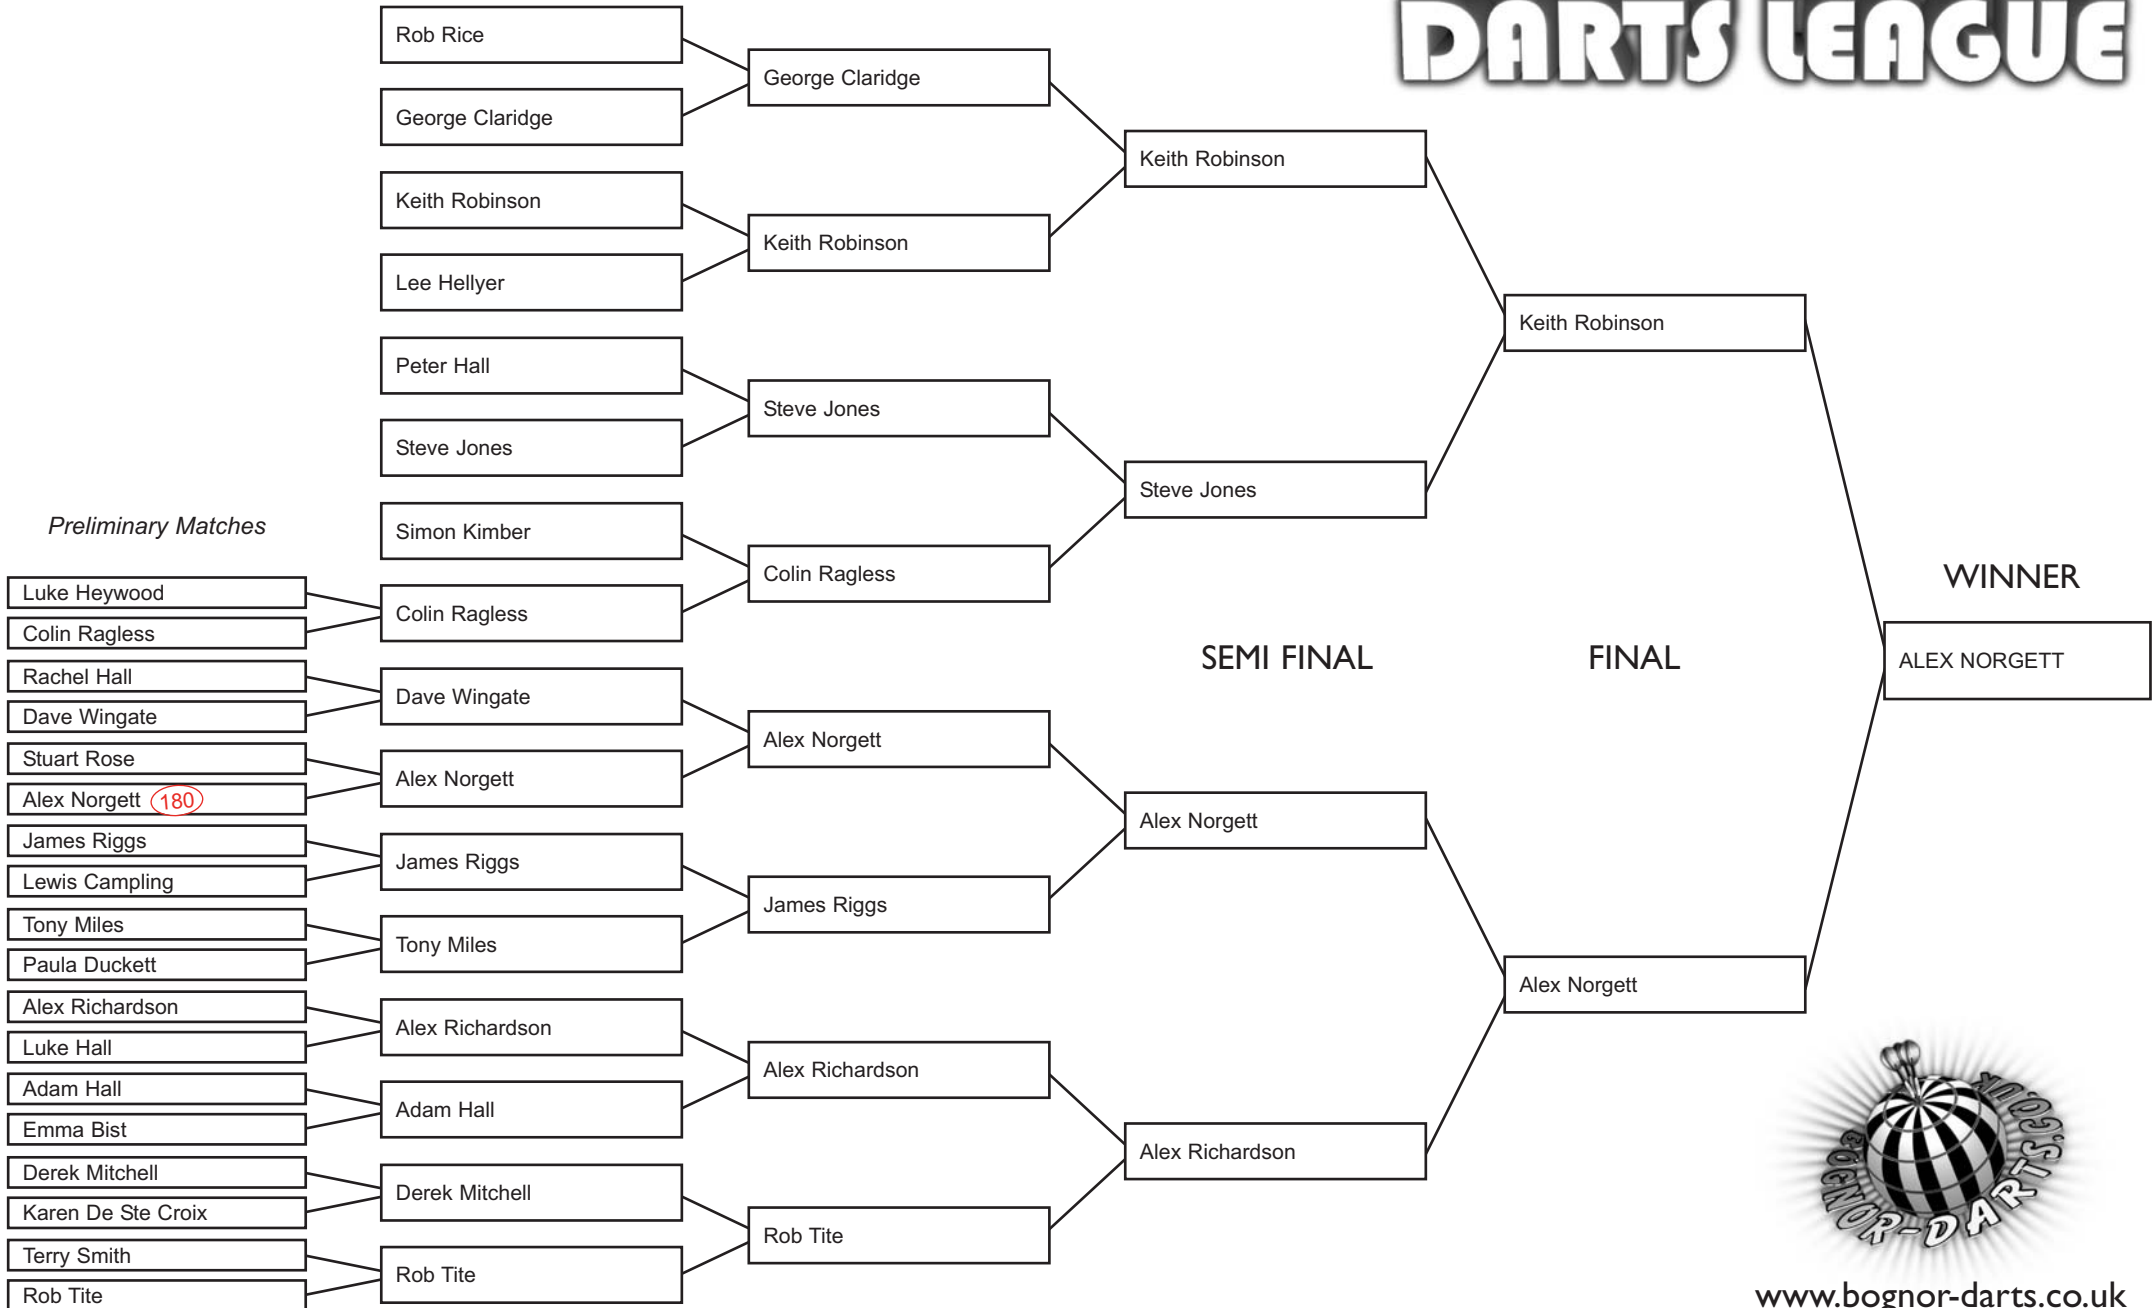 DARTS LEAGUE
Rob Rice
George Claridge
Keith Robinson
Lee Hellyer
Peter Hall
Steve Jones
Simon Kimber
Colin Ragless
Dave Wingate
Alex Norgett
James Riggs
Tony Miles
Alex Richardson
Adam Hall
Derek Mitchell
Rob Tite
Preliminary Matches
Luke Heywood
Colin Ragless
Rachel Hall
Dave Wingate
Stuart Rose
Alex Norgett 180
James Riggs
Lewis Campling
Tony Miles
Paula Duckett
Alex Richardson
Luke Hall
Adam Hall
Emma Bist
Derek Mitchell
Karen De Ste Croix
Terry Smith
Rob Tite
George Claridge
Keith Robinson
Steve Jones
Colin Ragless
Alex Norgett
James Riggs
Alex Richardson
Rob Tite
Keith Robinson
Steve Jones
SEMI FINAL
Alex Norgett
Alex Richardson
Keith Robinson
FINAL
Alex Norgett
WINNER
ALEX NORGETT
BOGNOR-DARTS.CO.UK
www.bognor-darts.co.uk